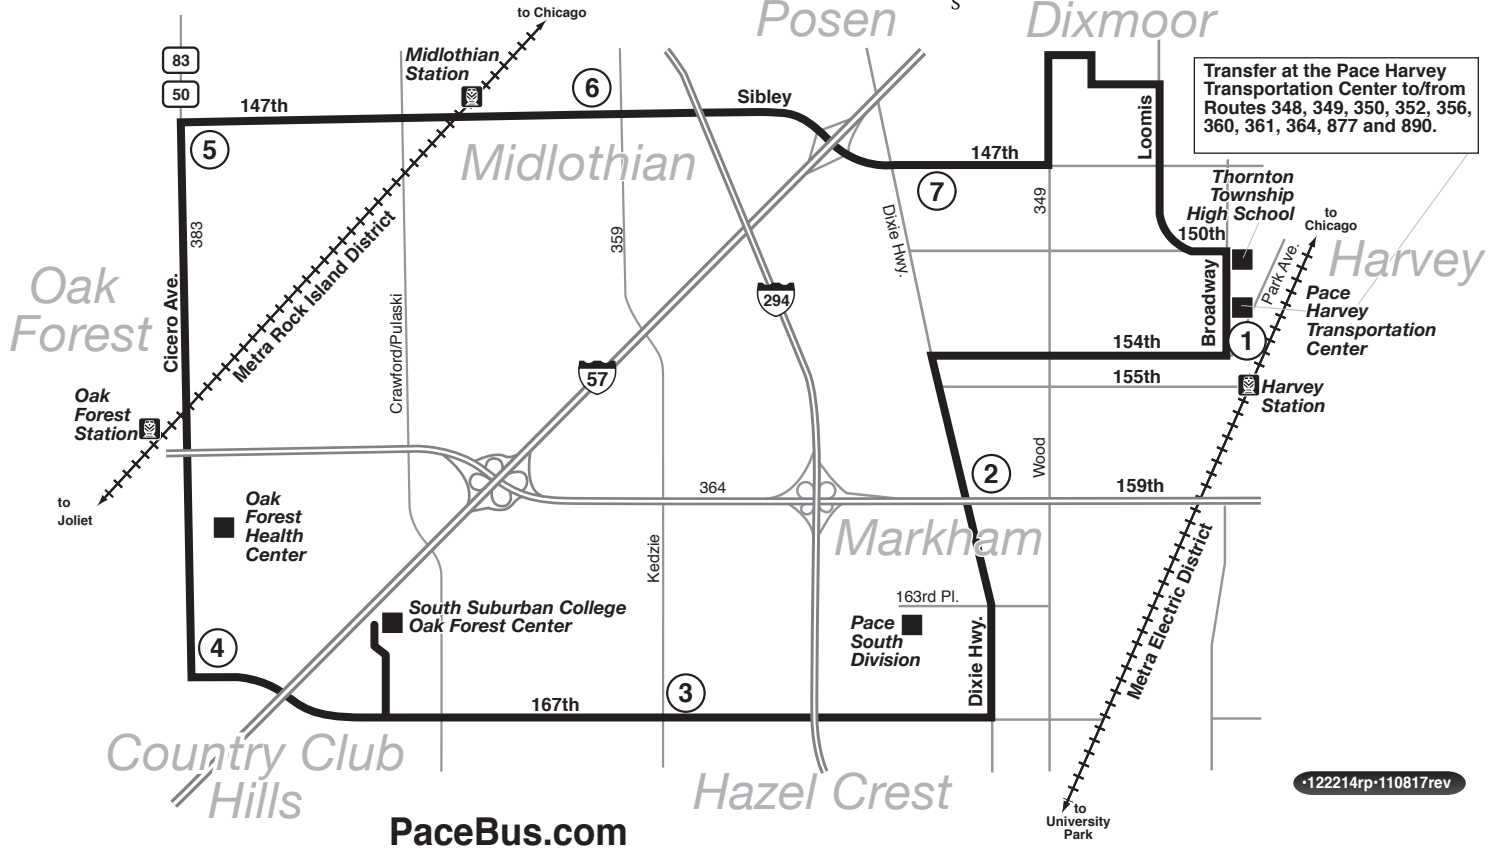 s
to Chicago
Posen
Dixmoor
83
50
Midlothian
Station
6
Sibley
147th
5
Midlothian
7
147th
Loomis
Transfer at the Pace Harvey
Transportation Center to/from
Routes 348, 349, 350, 352, 356,
360, 361, 364, 877 and 890.
Thornton
Township
High School
150th
to
Chicago
Harvey
383
359
349
Dixie Hwy.
Park Ave.
Oak
Forest
Cicero Ave.
Metra Rock Island District
Crawford/Pulaski
294
57
Broadway
Pace
Harvey
Transportation
Center
1
154th
155th
Harvey
Station
Oak
Forest
Station
to
Joliet
Oak
Forest
Health
Center
364
2
Wood
159th
Markham
Kedzie
163rd Pl.
South Suburban College
Oak Forest Center
Pace
South
Division
Dixie Hwy.
Metra Electric District
4
167th
3
Country Club
Hills
Hazel Crest
•122214rp•110817rev
to
University
Park
PaceBus.com